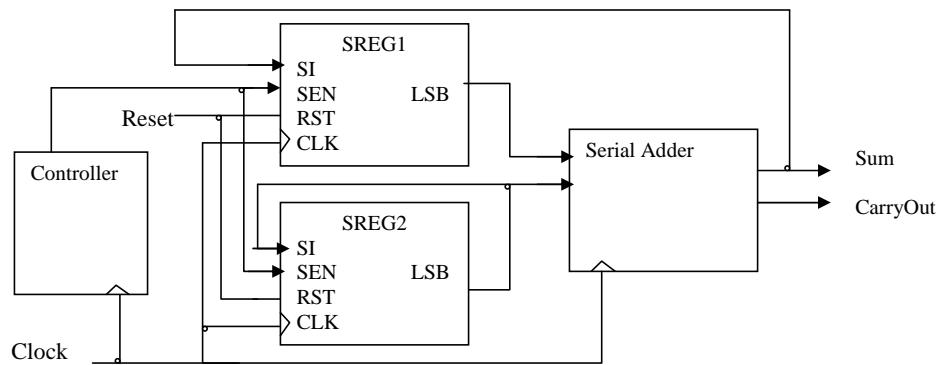 SREG1
SI
SEN
LSB
RST
CLK
Reset
Controller
Serial Adder
Sum
CarryOut
SREG2
SI
SEN
LSB
RST
CLK
Clock